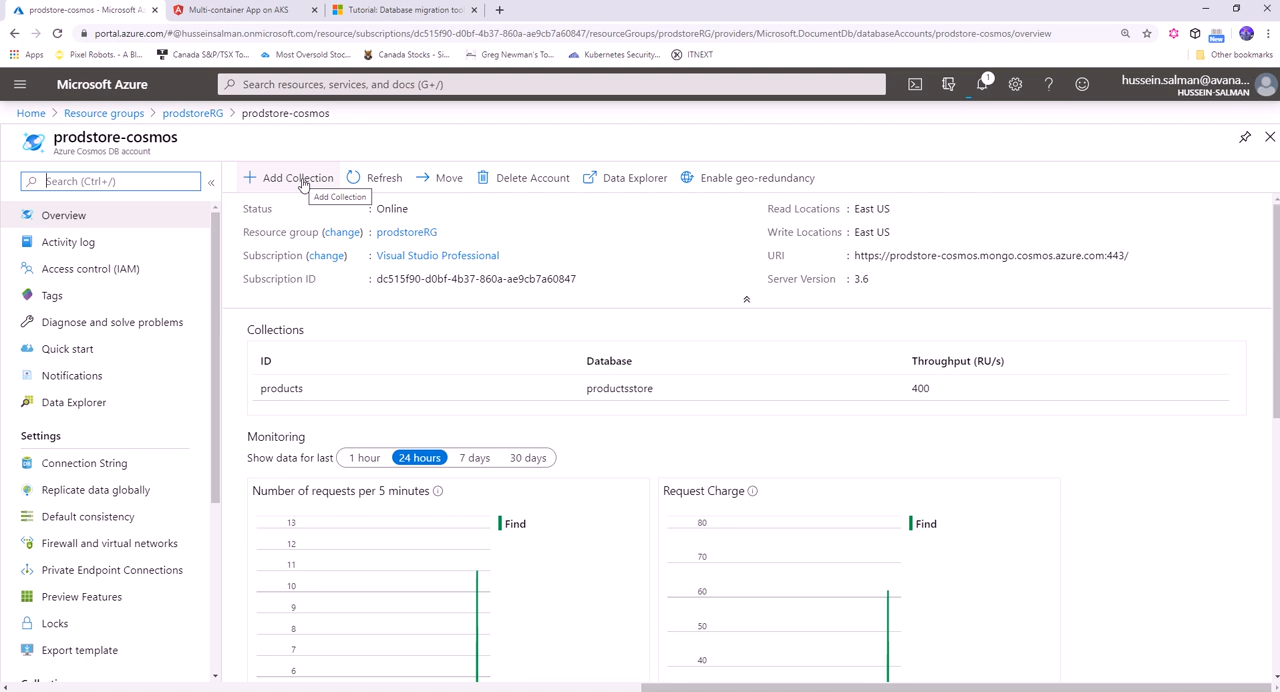 prodstore-cosmos - Microsoft Az
Multi-container App on AKS
Tutorial: Database migration tool
portal.azure.com/#@husseinsalman.onmicrosoft.com/resource/subscriptions/dc515f90-d0bf-4b37-860a-ae9cb7a60847/resourceGroups/prodstoreRG/providers/Microsoft.DocumentDb/databaseAccounts/prodstore-cosmos/overview
Apps
Pixel Robots. - A Bl...
Canada S&P/TSX To...
Most Oversold Stoc...
Canada Stocks - Si...
Greg Newman's To...
Kubernetes Security...
ITNEXT
New
Other bookmarks
Microsoft Azure
Search resources, services, and docs (G+/)
1
hussein.salman@avana...
HUSSEIN-SALMAN
Home > Resource groups > prodstoreRG > prodstore-cosmos
prodstore-cosmos
Azure Cosmos DB account
Search (Ctrl+/)
Overview
Activity log
Access control (IAM)
Tags
Diagnose and solve problems
Quick start
Notifications
Data Explorer
Settings
Connection String
Replicate data globally
Default consistency
Firewall and virtual networks
Private Endpoint Connections
Preview Features
Locks
Export template
Add Collection
Refresh
Move
Delete Account
Data Explorer
Enable geo-redundancy
Add Collection
Status : Online
Resource group (change) : prodstoreRG
Subscription (change) : Visual Studio Professional
Subscription ID : dc515f90-d0bf-4b37-860a-ae9cb7a60847
Read Locations : East US
Write Locations : East US
URI : https://prodstore-cosmos.mongo.cosmos.azure.com:443/
Server Version : 3.6
Collections
ID Database Throughput (RU/s)
products productsstore 400
Monitoring
Show data for last 1 hour 24 hours 7 days 30 days
Number of requests per 5 minutes
13
12
11
10
9
8
7
6
Find
Request Charge
80
70
60
50
40
Find